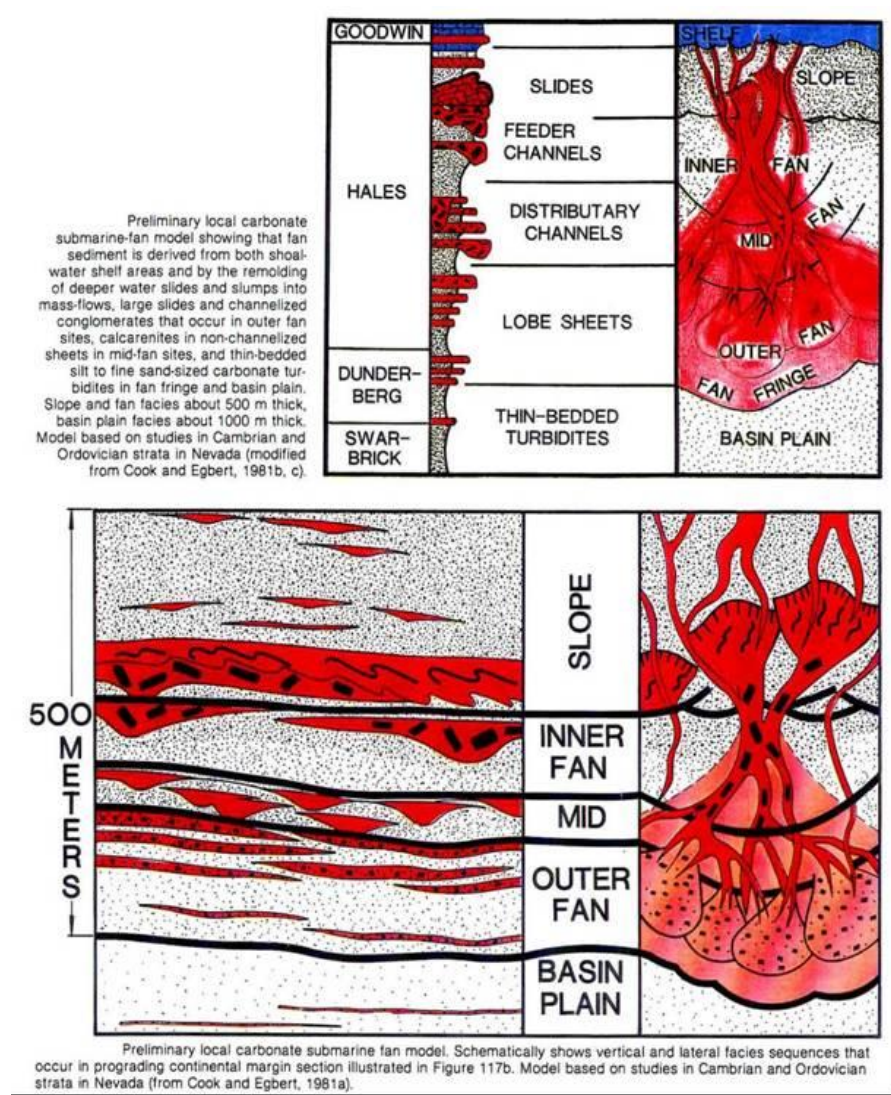 GOODWIN
HALES
DUNDER-
BERG
SWAR-
BRICK
SLIDES
FEEDER
CHANNELS
DISTRIBUTARY
CHANNELS
LOBE SHEETS
THIN-BEDDED
TURBIDITES
SHELF
SLOPE
INNER FAN
MID FAN
OUTER FAN
FAN FRINGE
BASIN PLAIN
Preliminary local carbonate
submarine-fan model showing that fan
sediment is derived from both shoal-
water shelf areas and by the remolding
of deeper water slides and slumps into
mass-flows, large slides and channelized
conglomerates that occur in outer fan
sites, calcarenites in non-channelized
sheets in mid-fan sites, and thin-bedded
silt to fine sand-sized carbonate tur-
bidites in fan fringe and basin plain.
Slope and fan facies about 500 m thick,
basin plain facies about 1000 m thick.
Model based on studies in Cambrian and
Ordovician strata in Nevada (modified
from Cook and Egbert, 1981b, c).
500
METERS
SLOPE
INNER
FAN
MID
OUTER
FAN
BASIN
PLAIN
Preliminary local carbonate submarine fan model. Schematically shows vertical and lateral facies sequences that
occur in prograding continental margin section illustrated in Figure 117b. Model based on studies in Cambrian and Ordovician
strata in Nevada (from Cook and Egbert, 1981a).